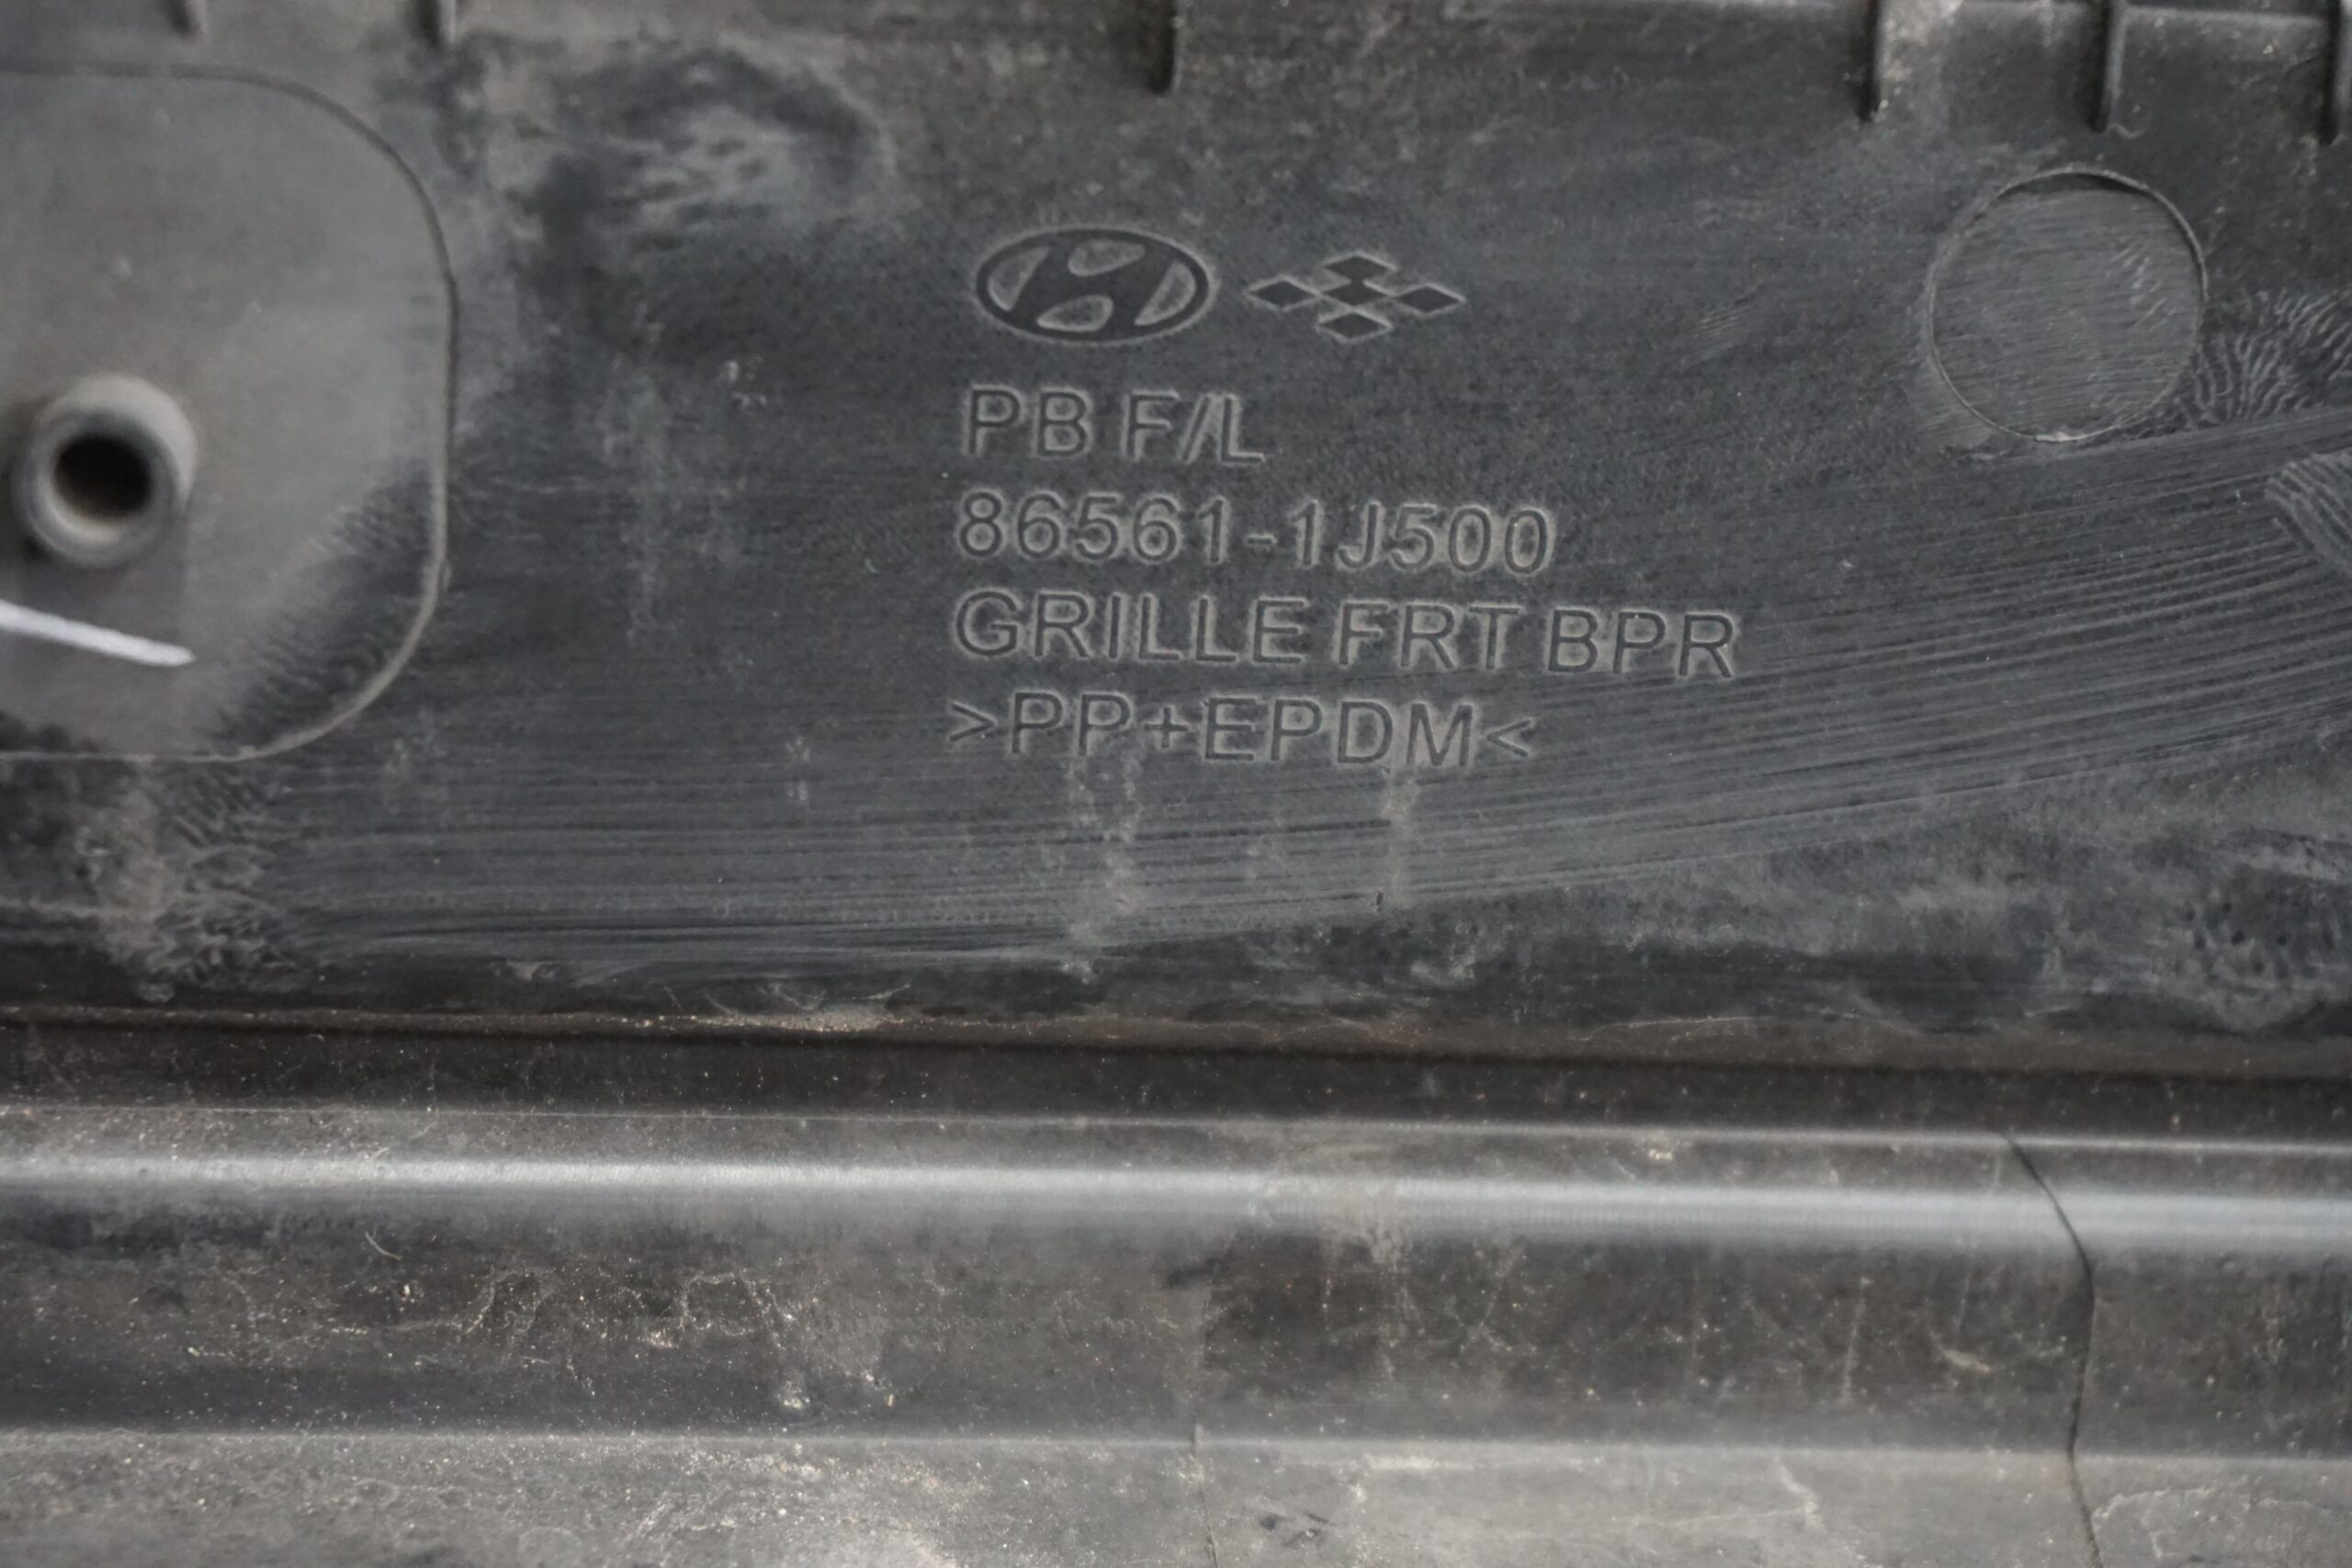 PB F/L
86561-1J500
GRILLE FRT BPR
>PP+EPDM<